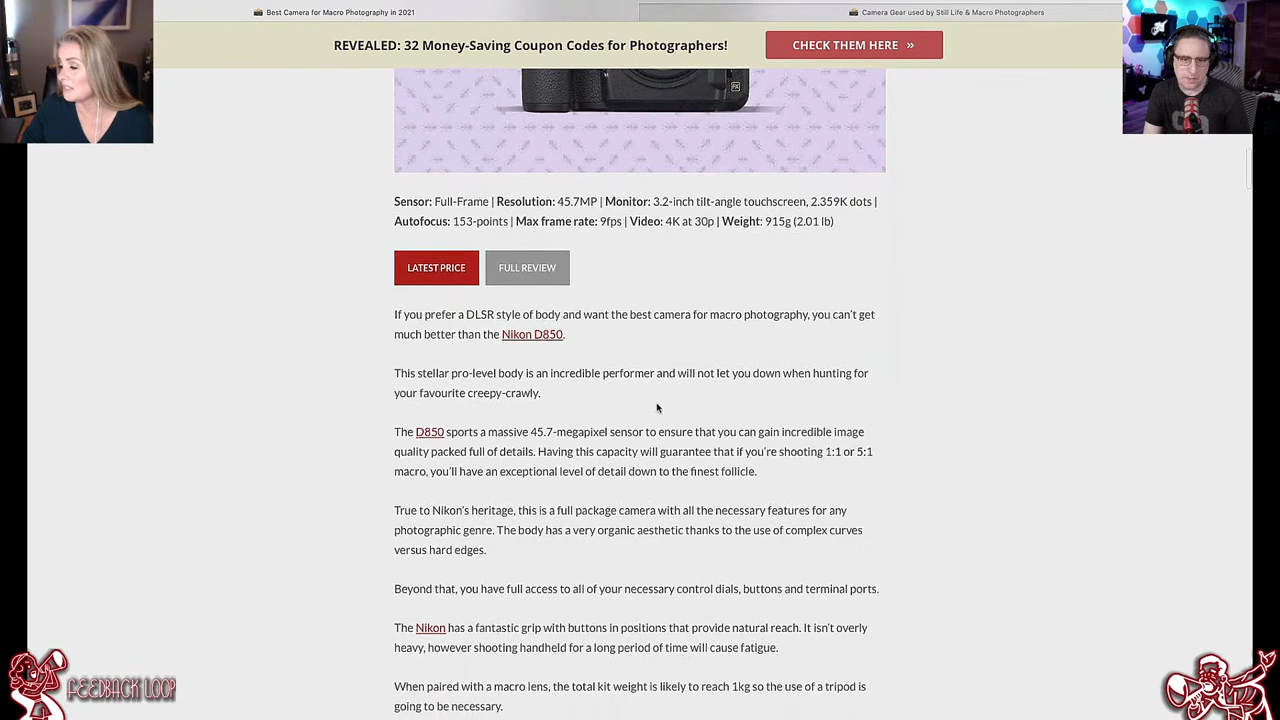 Best Camera for Macro Photography in 2021
Camera Gear used by Still Life & Macro Photographers
REVEALED: 32 Money-Saving Coupon Codes for Photographers!
CHECK THEM HERE »
FX
Sensor: Full-Frame | Resolution: 45.7MP | Monitor: 3.2-inch tilt-angle touchscreen, 2.359K dots |
Autofocus: 153-points | Max frame rate: 9fps | Video: 4K at 30p | Weight: 915g (2.01 lb)
LATEST PRICE
FULL REVIEW
If you prefer a DLSR style of body and want the best camera for macro photography, you can't get
much better than the Nikon D850.
This stellar pro-level body is an incredible performer and will not let you down when hunting for
your favourite creepy-crawly.
The D850 sports a massive 45.7-megapixel sensor to ensure that you can gain incredible image
quality packed full of details. Having this capacity will guarantee that if you're shooting 1:1 or 5:1
macro, you'll have an exceptional level of detail down to the finest follicle.
True to Nikon's heritage, this is a full package camera with all the necessary features for any
photographic genre. The body has a very organic aesthetic thanks to the use of complex curves
versus hard edges.
Beyond that, you have full access to all of your necessary control dials, buttons and terminal ports.
The Nikon has a fantastic grip with buttons in positions that provide natural reach. It isn't overly
heavy, however shooting handheld for a long period of time will cause fatigue.
When paired with a macro lens, the total kit weight is likely to reach 1kg so the use of a tripod is
going to be necessary.
FEEDBACK LOOP